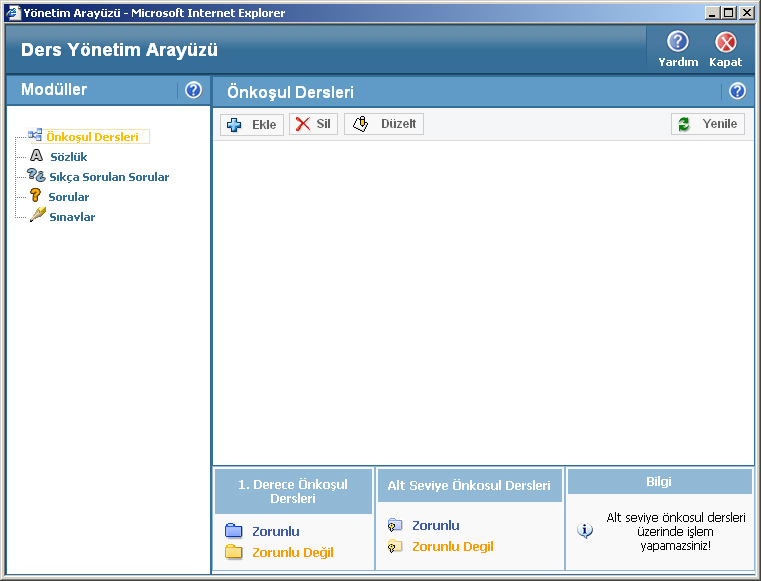 Yönetim Arayüzü - Microsoft Internet Explorer
Ders Yönetim Arayüzü
Yardım
Kapat
Modüller
Önkoşul Dersleri
Sözlük
Sıkça Sorulan Sorular
Sorular
Sınavlar
Önkoşul Dersleri
Ekle
Sil
Düzelt
Yenile
1. Derece Önkoşul
Dersleri
Zorunlu
Zorunlu Değil
Alt Seviye Önkosul Dersleri
Zorunlu
Zorunlu Degil
Bilgi
Alt seviye önkosul dersleri
üzerinde işlem
yapamazsiniz!